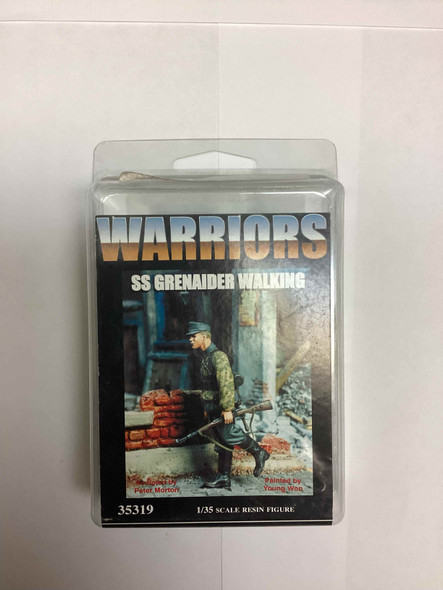 WARRIORS
SS GRENAIDER WALKING
Sculpted by
Peter Morton
Painted by
Young Won
35319
1/35 SCALE RESIN FIGURE